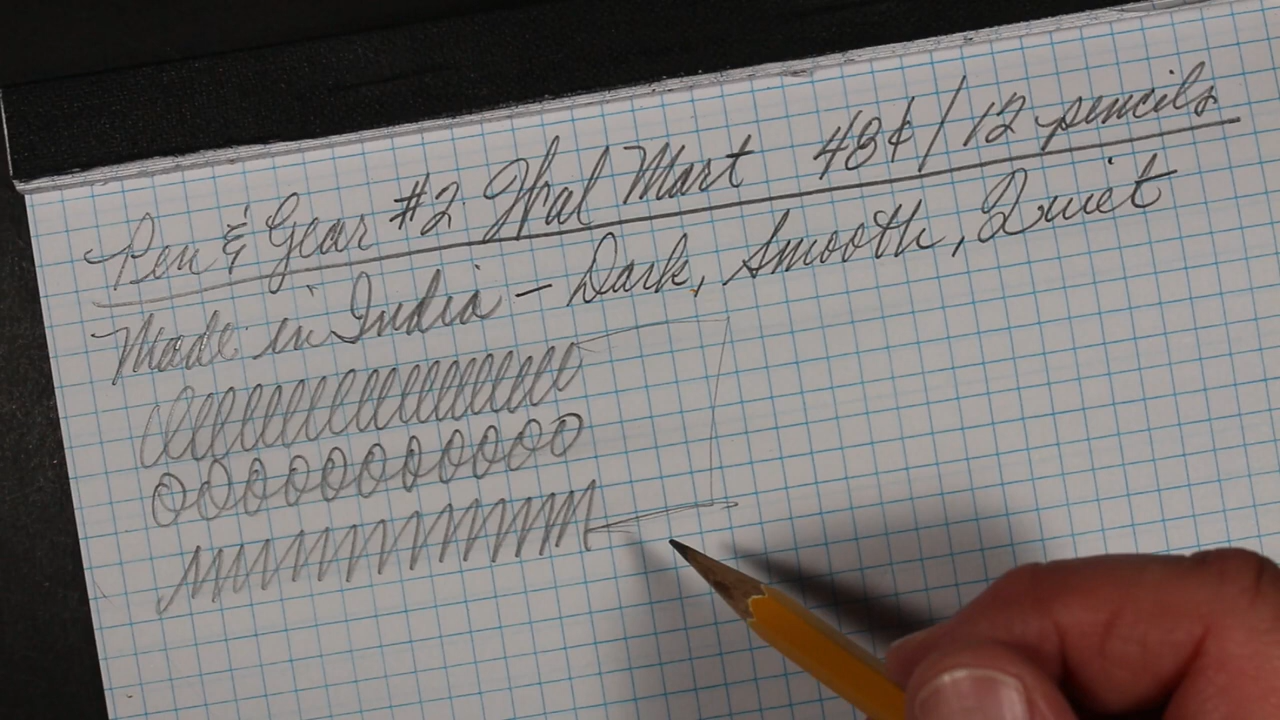 Pen & Gear #2 Wal Mart 48¢/12 pencils
Made in India - Dark, Smooth, Quiet